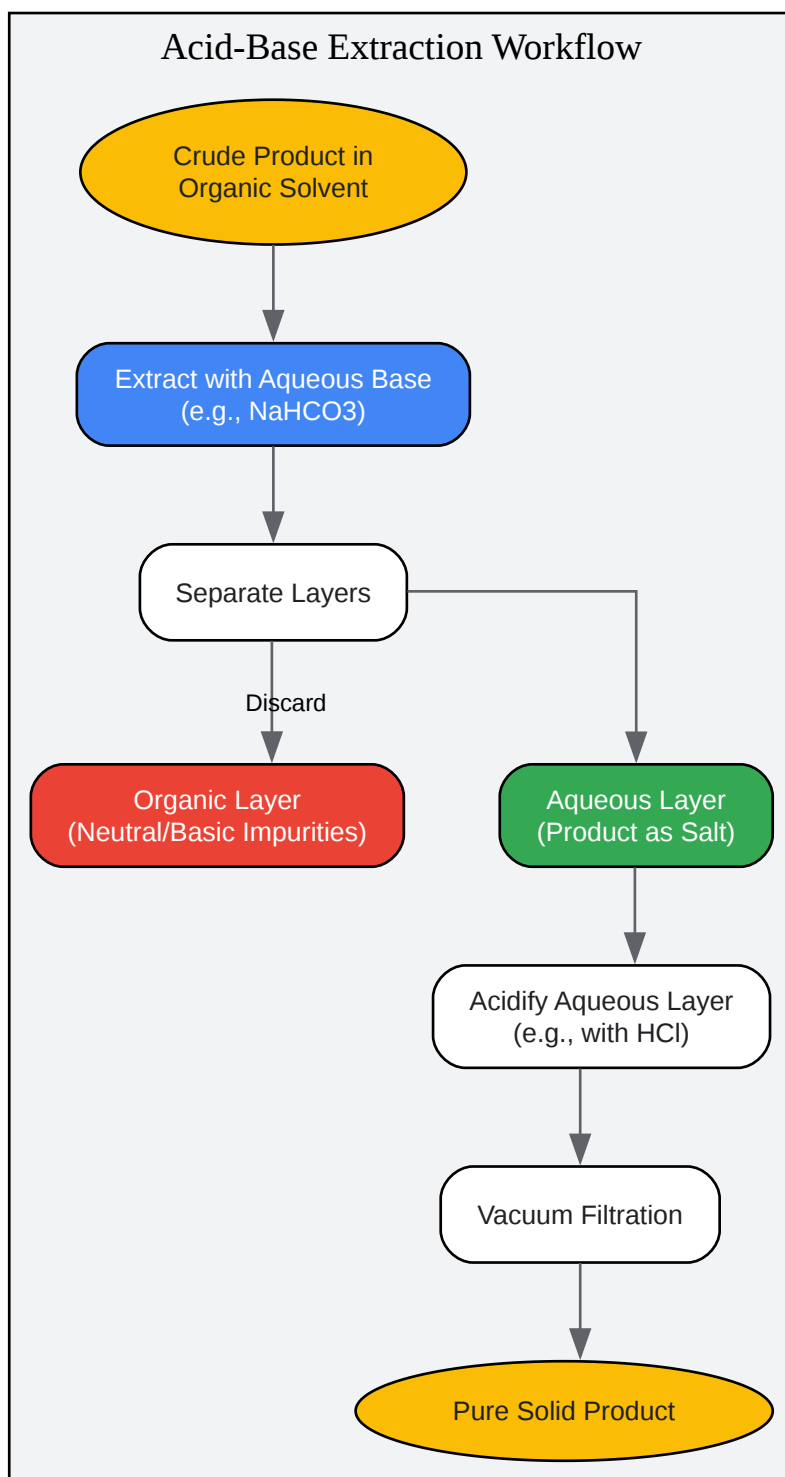 Acid-Base Extraction Workflow
Crude Product in
Organic Solvent
Extract with Aqueous Base
(e.g., NaHCO3)
Separate Layers
Discard
Organic Layer
(Neutral/Basic Impurities)
Aqueous Layer
(Product as Salt)
Acidify Aqueous Layer
(e.g., with HCl)
Vacuum Filtration
Pure Solid Product